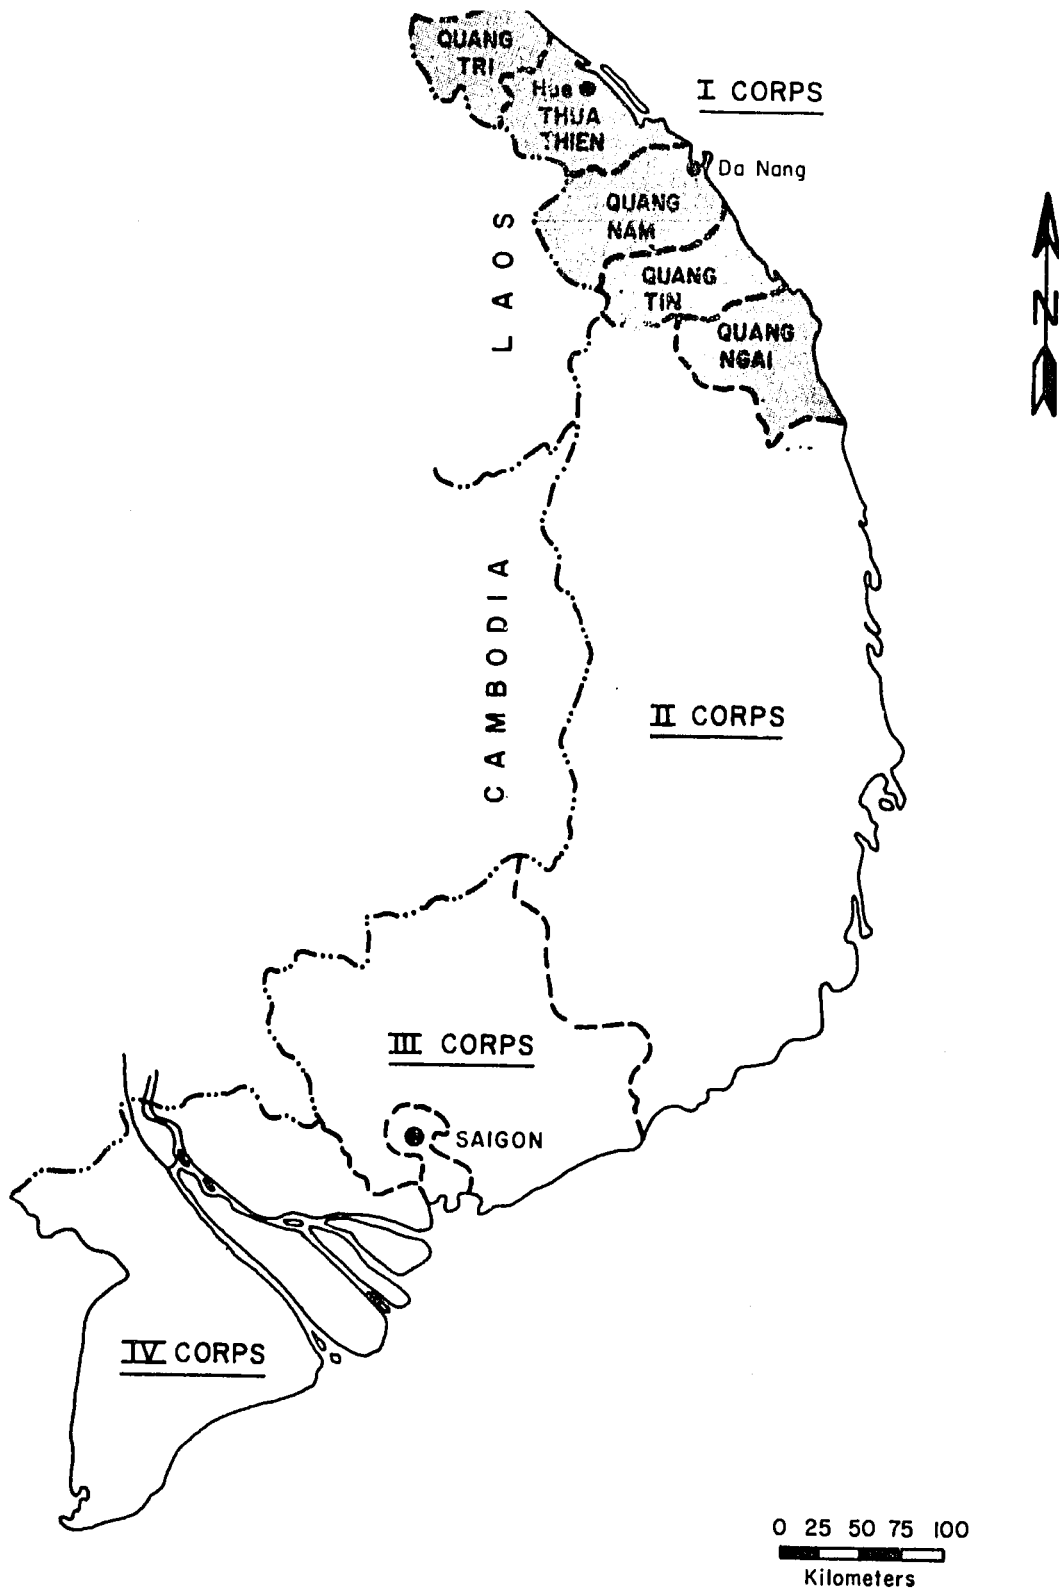 QUANG
TRI
I CORPS
Hue
THUA
THIEN
Da Nang
QUANG
NAM
LAOS
QUANG
TIN
N
QUANG
NGAI
CAMBODIA
II CORPS
III CORPS
SAIGON
IV CORPS
0 25 50 75 100
Kilometers